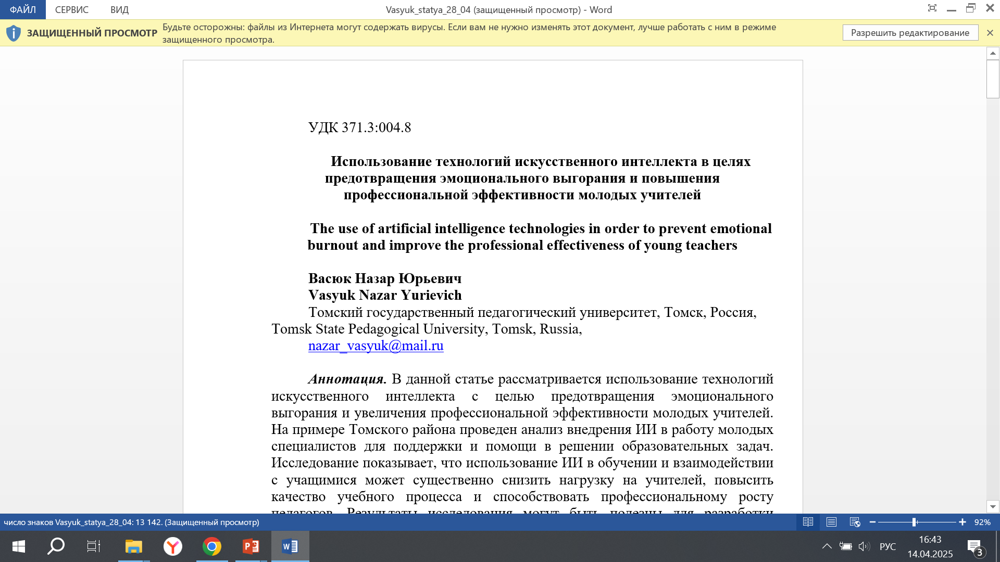 ФАЙЛ СЕРВИС ВИД Vasyuk_statya_28_04 (защищенный просмотр) - Word
ЗАЩИЩЕННЫЙ ПРОСМОТР Будьте осторожны: файлы из Интернета могут содержать вирусы. Если вам не нужно изменять этот документ, лучше работать с ним в режиме
защищенного просмотра.
Разрешить редактирование
УДК 371.3:004.8
Использование технологий искусственного интеллекта в целях
предотвращения эмоционального выгорания и повышения
профессиональной эффективности молодых учителей
The use of artificial intelligence technologies in order to prevent emotional
burnout and improve the professional effectiveness of young teachers
Васюк Назар Юрьевич
Vasyuk Nazar Yurievich
Томский государственный педагогический университет, Томск, Россия,
Tomsk State Pedagogical University, Tomsk, Russia,
nazar_vasyuk@mail.ru
Аннотация. В данной статье рассматривается использование технологий
искусственного интеллекта с целью предотвращения эмоционального
выгорания и увеличения профессиональной эффективности молодых учителей.
На примере Томского района проведен анализ внедрения ИИ в работу молодых
специалистов для поддержки и помощи в решении образовательных задач.
Исследование показывает, что использование ИИ в обучении и взаимодействии
с учащимися может существенно снизить нагрузку на учителей, повысить
качество учебного процесса и способствовать профессиональному росту
педагогов. Результаты исследования могут быть полезны для разработки
число знаков Vasyuk_statya_28_04: 13 142. (Защищенный просмотр) 92%
РУС 16:43
14.04.2025 3